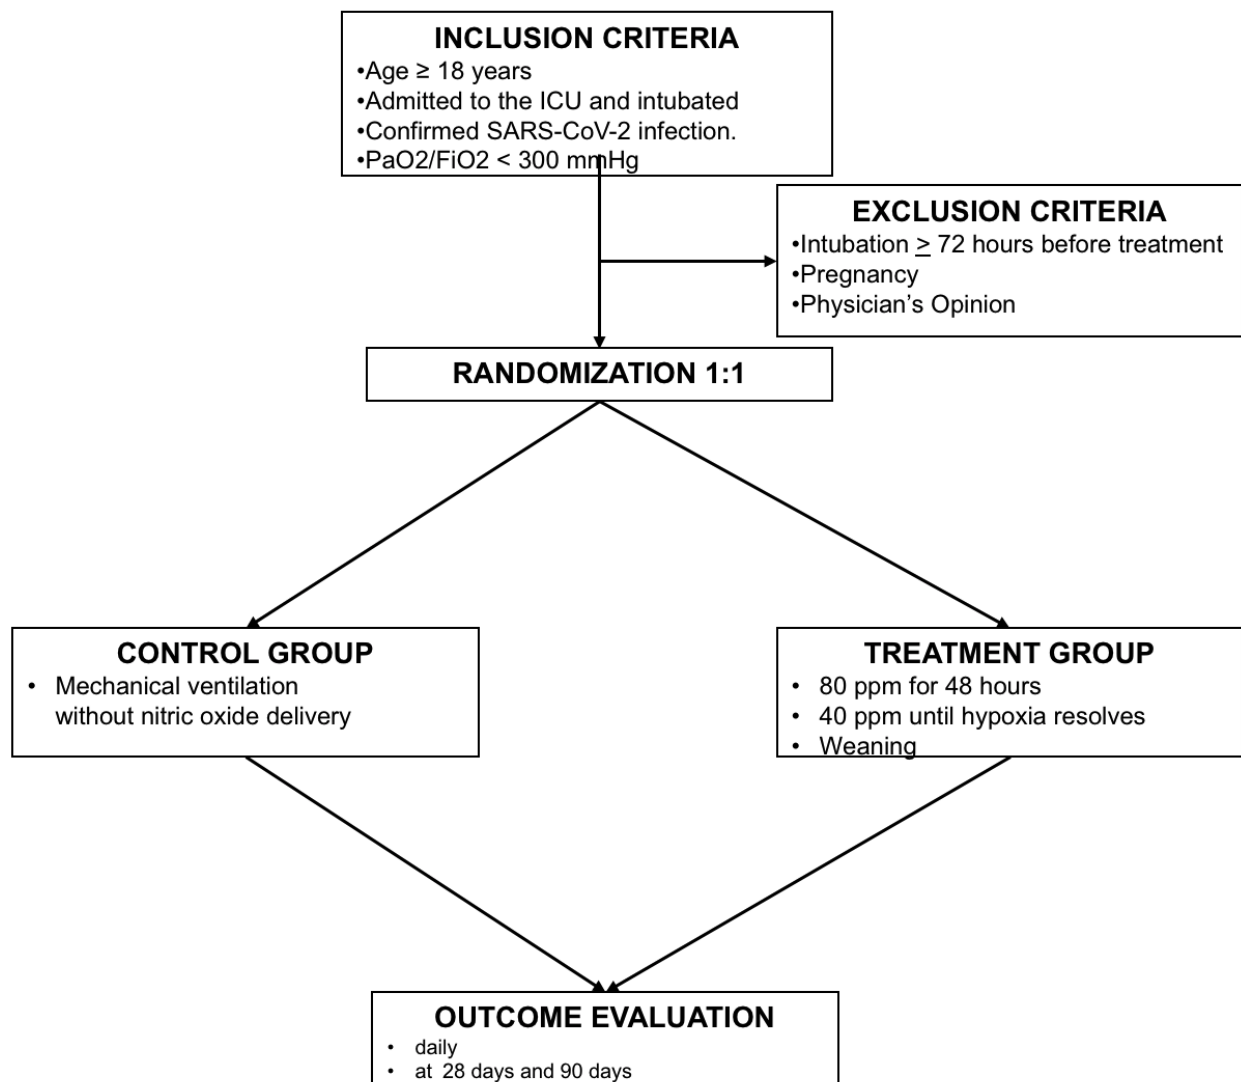 INCLUSION CRITERIA
•Age ≥ 18 years
•Admitted to the ICU and intubated
•Confirmed SARS-CoV-2 infection.
•PaO2/FiO2 < 300 mmHg
EXCLUSION CRITERIA
•Intubation ≥ 72 hours before treatment
•Pregnancy
•Physician’s Opinion
RANDOMIZATION 1:1
CONTROL GROUP
• Mechanical ventilation
without nitric oxide delivery
TREATMENT GROUP
• 80 ppm for 48 hours
• 40 ppm until hypoxia resolves
• Weaning
OUTCOME EVALUATION
• daily
• at 28 days and 90 days